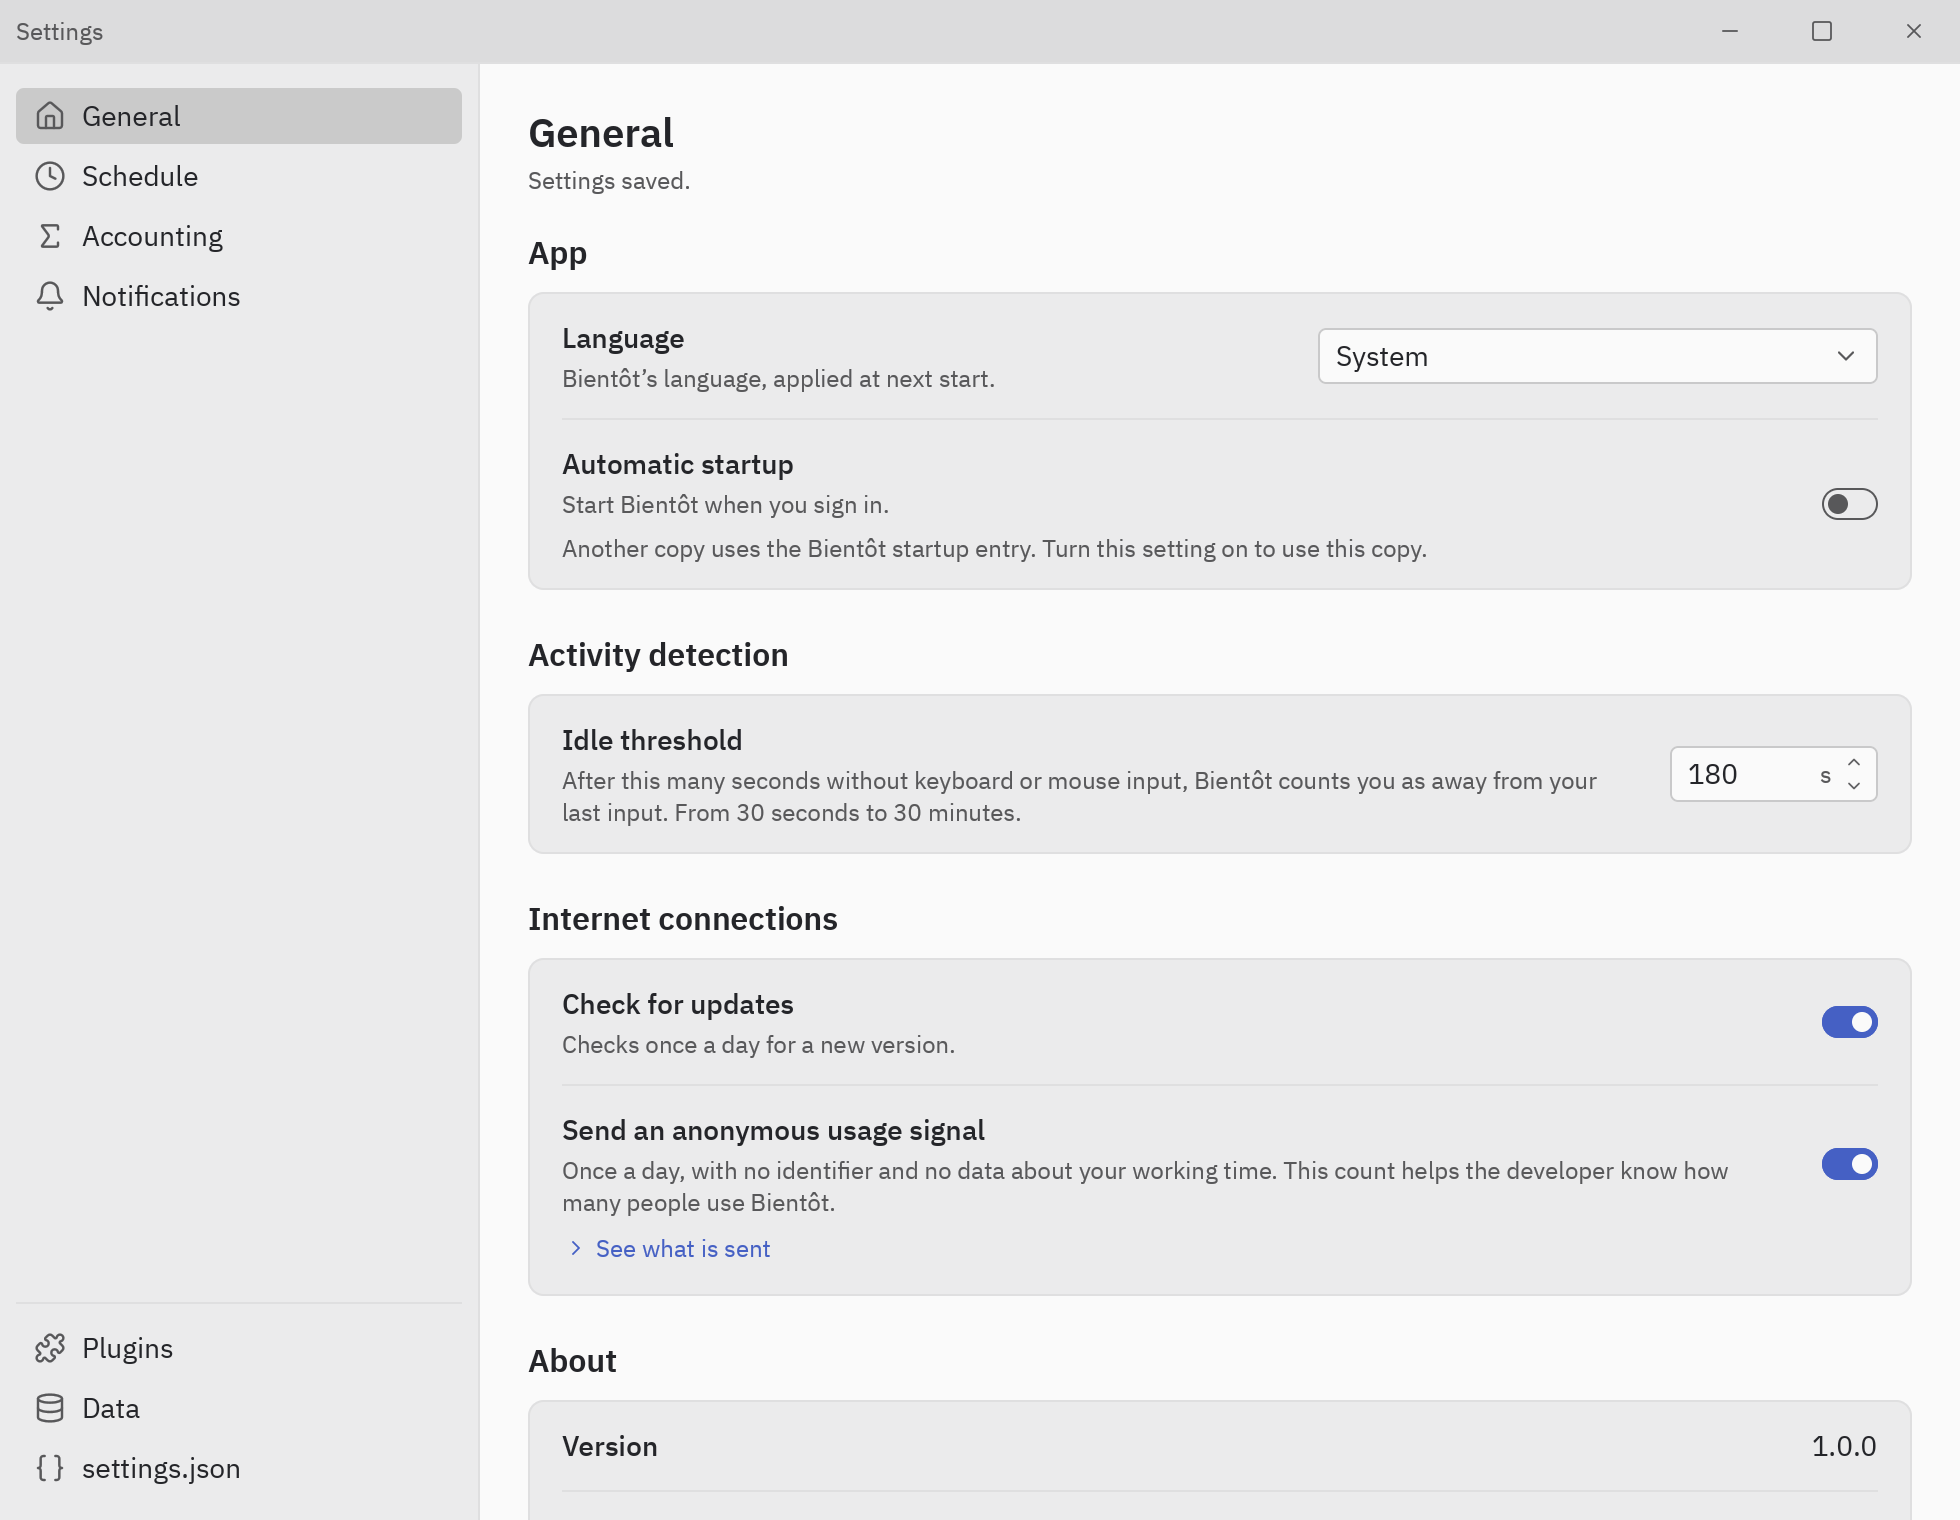 Settings
General
Schedule
Accounting
Notifications
Plugins
Data
settings.json
General
Settings saved.
App
Language
Bientôt’s language, applied at next start.
System
Automatic startup
Start Bientôt when you sign in.
Another copy uses the Bientôt startup entry. Turn this setting on to use this copy.
Activity detection
Idle threshold
After this many seconds without keyboard or mouse input, Bientôt counts you as away from your
last input. From 30 seconds to 30 minutes.
180 s
Internet connections
Check for updates
Checks once a day for a new version.
Send an anonymous usage signal
Once a day, with no identifier and no data about your working time. This count helps the developer know how
many people use Bientôt.
See what is sent
About
Version
1.0.0